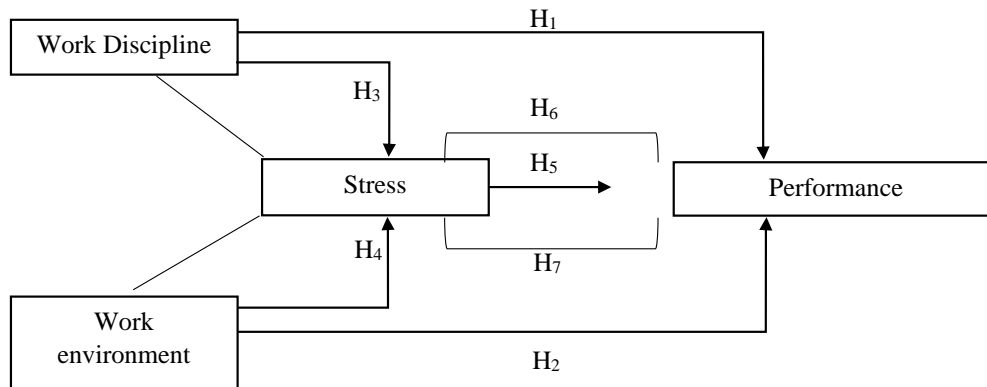 H₁
Work Discipline
H₃
H₆
H₅
Stress
Performance
H₄
H₇
Work
environment
H₂